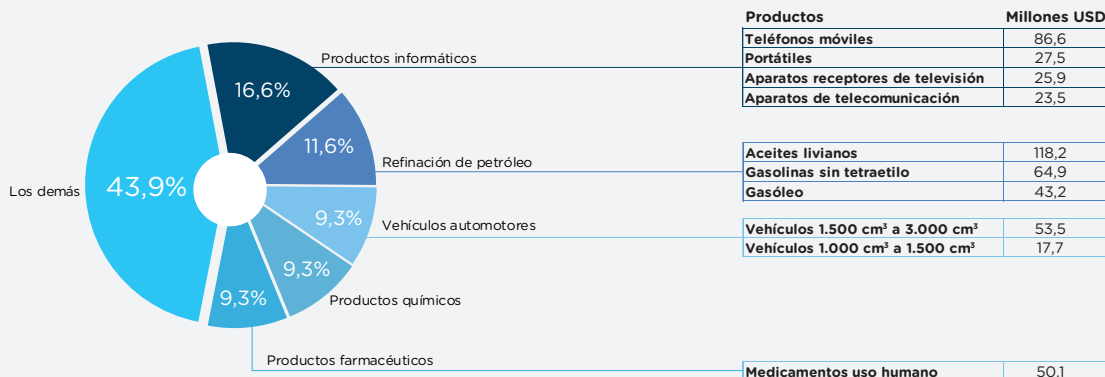 Productos Millones USD
Teléfonos móviles 86,6
Portátiles 27,5
Aparatos receptores de televisión 25,9
Aparatos de telecomunicación 23,5
Productos informáticos
16,6%
11,6%
Refinación de petróleo
Aceites livianos 118,2
Gasolinas sin tetraetilo 64,9
Gasóleo 43,2
Los demás
43,9%
9,3%
Vehículos automotores
Vehículos 1.500 cm³ a 3.000 cm³ 53,5
Vehículos 1.000 cm³ a 1.500 cm³ 17,7
9,3%
Productos químicos
9,3%
Productos farmacéuticos
Medicamentos uso humano 50,1